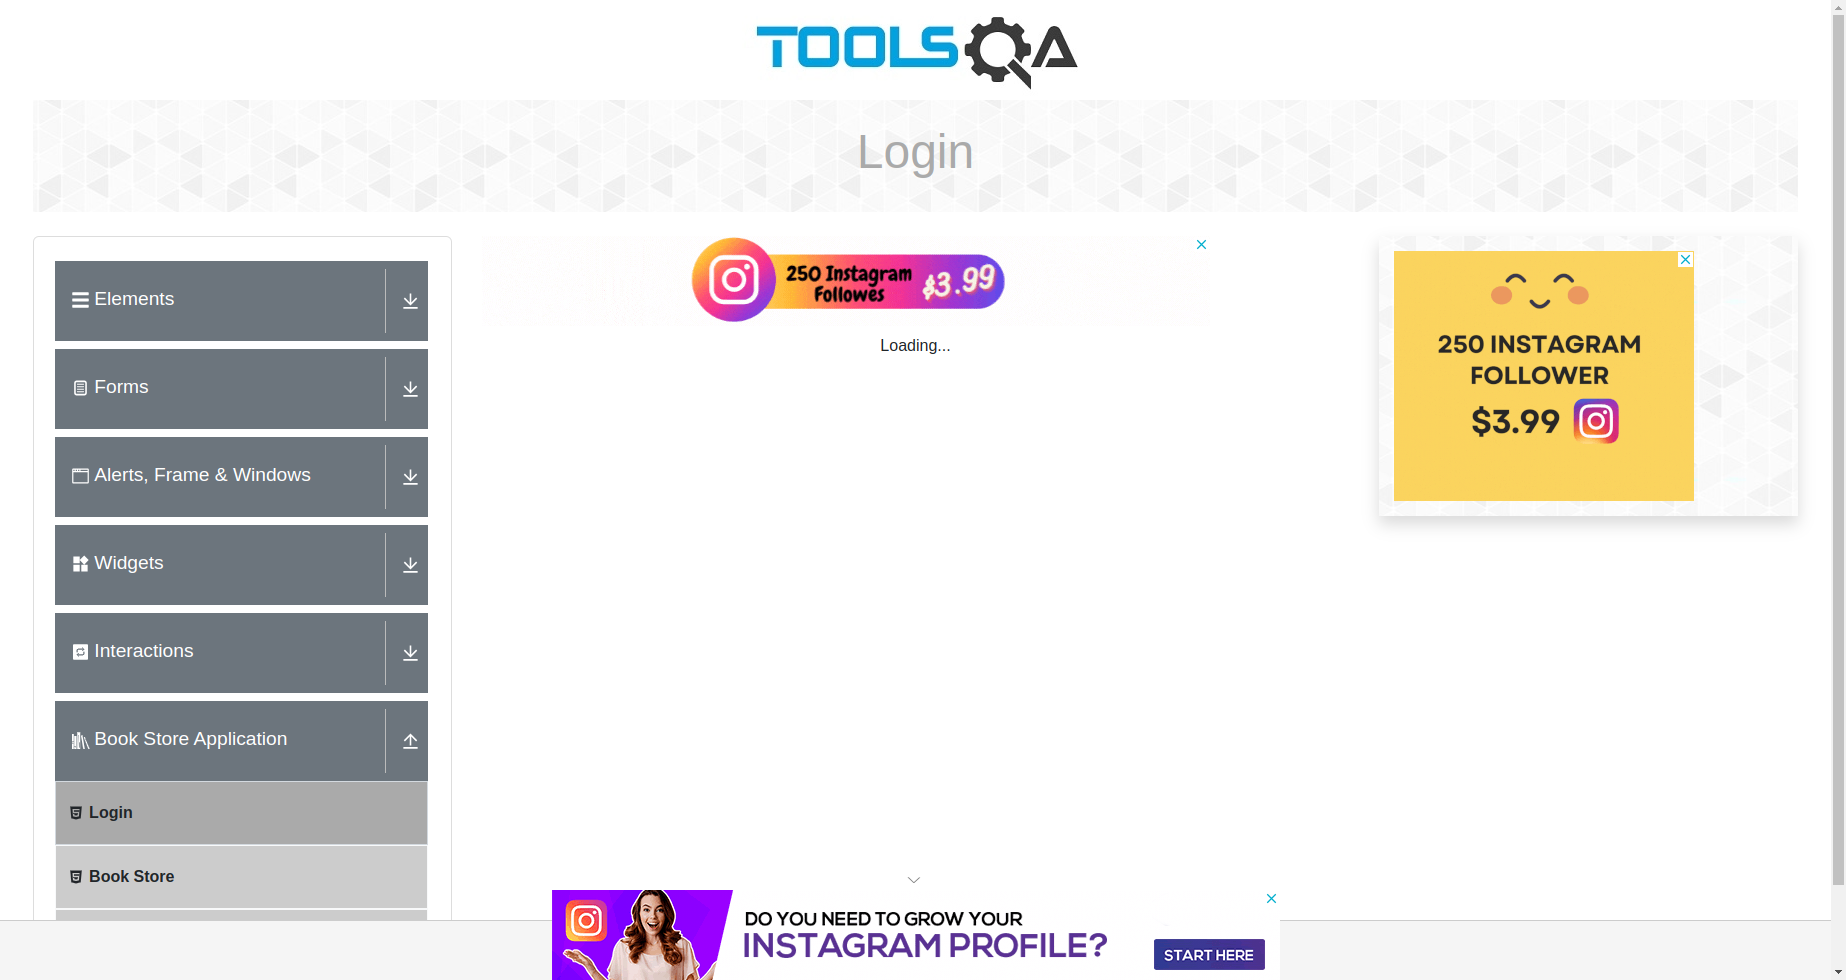 TOOLSQA
Login
Elements
Forms
Alerts, Frame & Windows
Widgets
Interactions
Book Store Application
Login
Book Store
250 Instagram
Followes
$3.99
Loading...
250 INSTAGRAM
FOLLOWER
$3.99
DO YOU NEED TO GROW YOUR
INSTAGRAM PROFILE?
START HERE